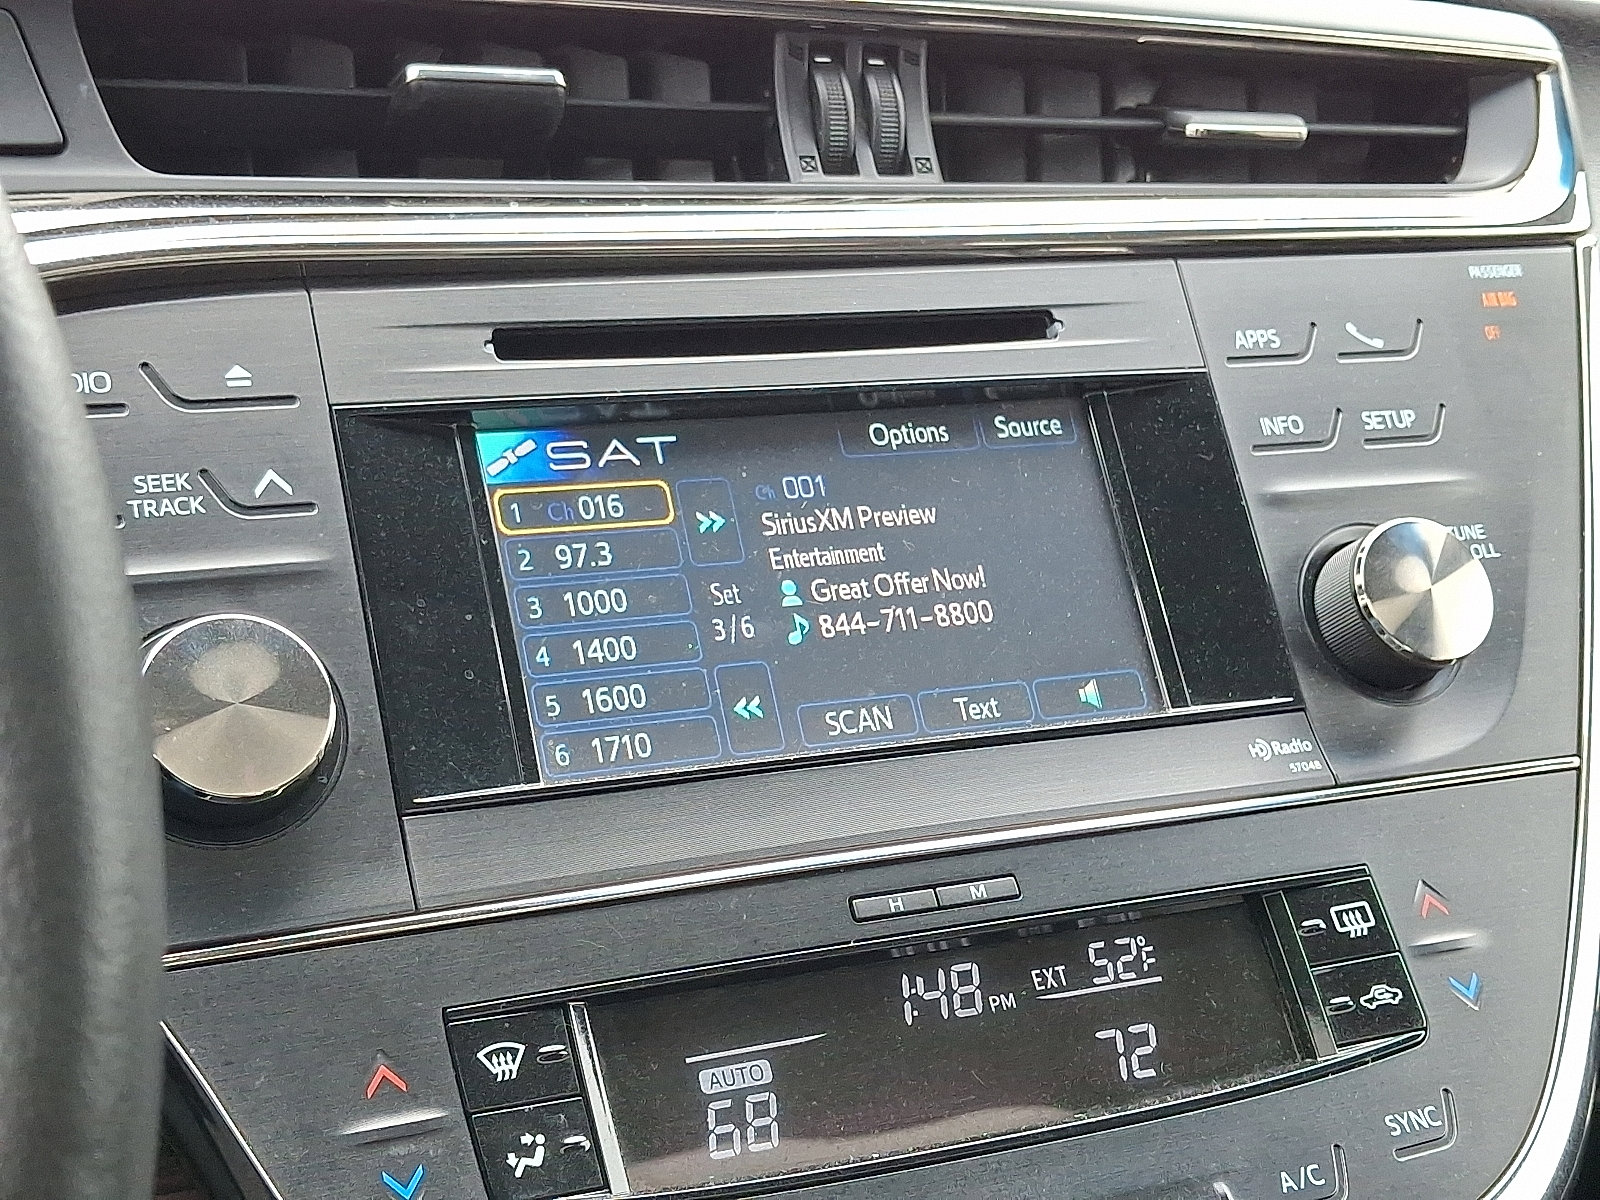 PASSENGER
AIR BAG
OFF
APPS
INFO
SETUP
SEEK
TRACK
SAT
Options
Source
1 Ch 016
2 97.3
3 1000
4 1400
5 1600
6 1710
Set
3/6
Ch 001
SiriusXM Preview
Entertainment
Great Offer Now!
844-711-8800
SCAN
Text
HD Radio
57048
H
M
1:48 PM
EXT 52°F
AUTO
68
72
SYNC
A/C